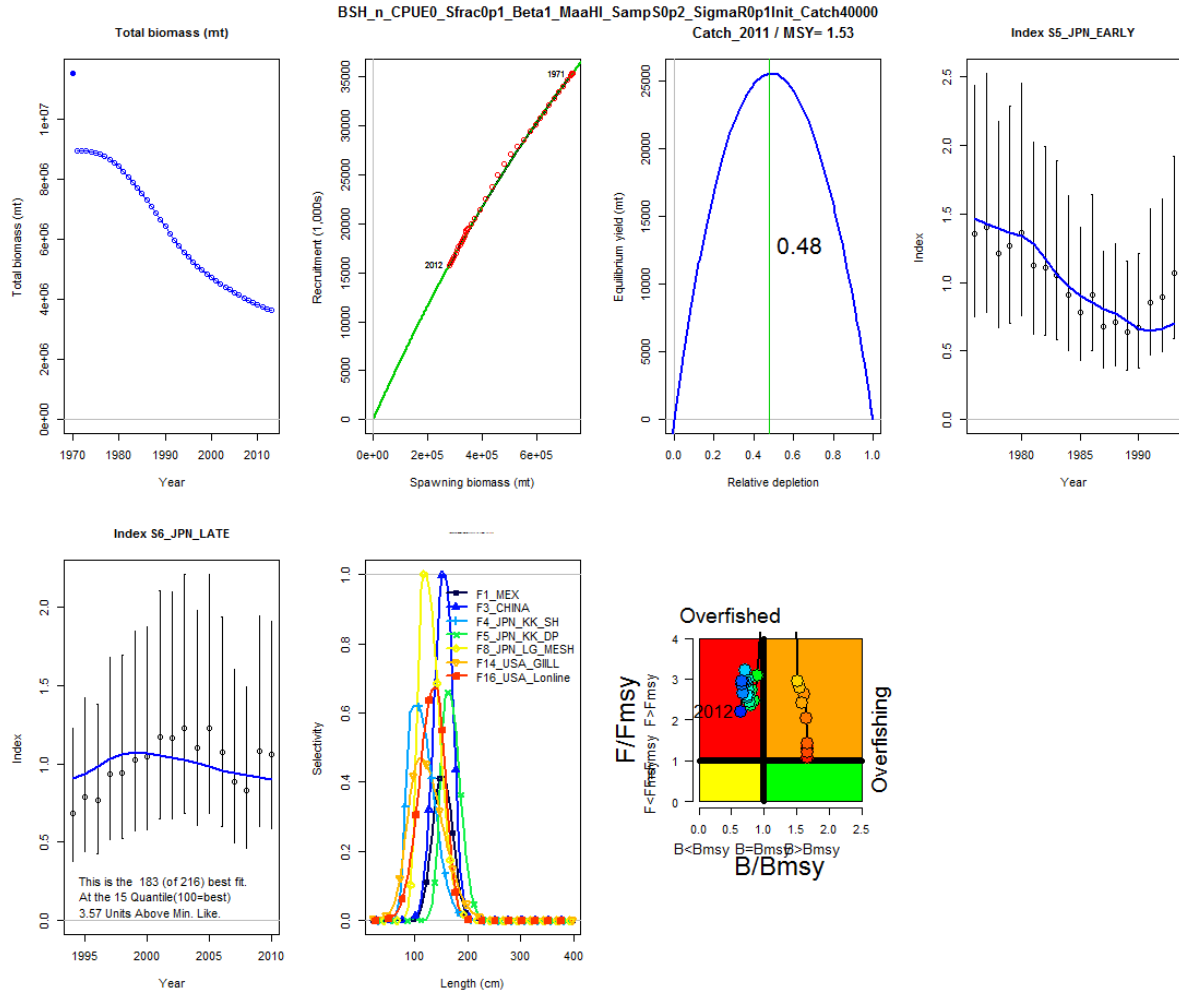 BSH_n_CPUE0_Sfrac0p1_Beta1_MaaHI_SampS0p2_SigmaR0p1Init_Catch40000
Total biomass (mt)
Catch_2011 / MSY= 1.53
Index S5_JPN_EARLY
Total biomass (mt)
0e+00 2e+06 4e+06 6e+06 8e+06 1e+07
1970 1980 1990 2000 2010
Year
Recruitment (1,000s)
0 5000 10000 15000 20000 25000 30000 35000
1971
2012
0e+00 2e+05 4e+05 6e+05
Spawning biomass (mt)
Equilibrium yield (mt)
0 5000 10000 15000 20000 25000
0.48
0.0 0.2 0.4 0.6 0.8 1.0
Relative depletion
Index
0.0 0.5 1.0 1.5 2.0 2.5
1980 1985 1990
Year
Index S6_JPN_LATE
Index
0.0 0.5 1.0 1.5 2.0
This is the 183 (of 216) best fit.
At the 15 Quantile(100=best)
3.57 Units Above Min. Like.
1995 2000 2005 2010
Year
Selectivity
0.0 0.2 0.4 0.6 0.8 1.0
F1_MEX
F3_CHINA
F4_JPN_KK_SH
F5_JPN_KK_DP
F8_JPN_LG_MESH
F14_USA_GIILL
F16_USA_Lonline
100 200 300 400
Length (cm)
Overfished
Overfishing
F/Fmsy
F>Fmsy
0 1 2 3 4
2012
0.0 0.5 1.0 1.5 2.0 2.5
B<Bmsy B=Bmsy B>Bmsy
B/Bmsy